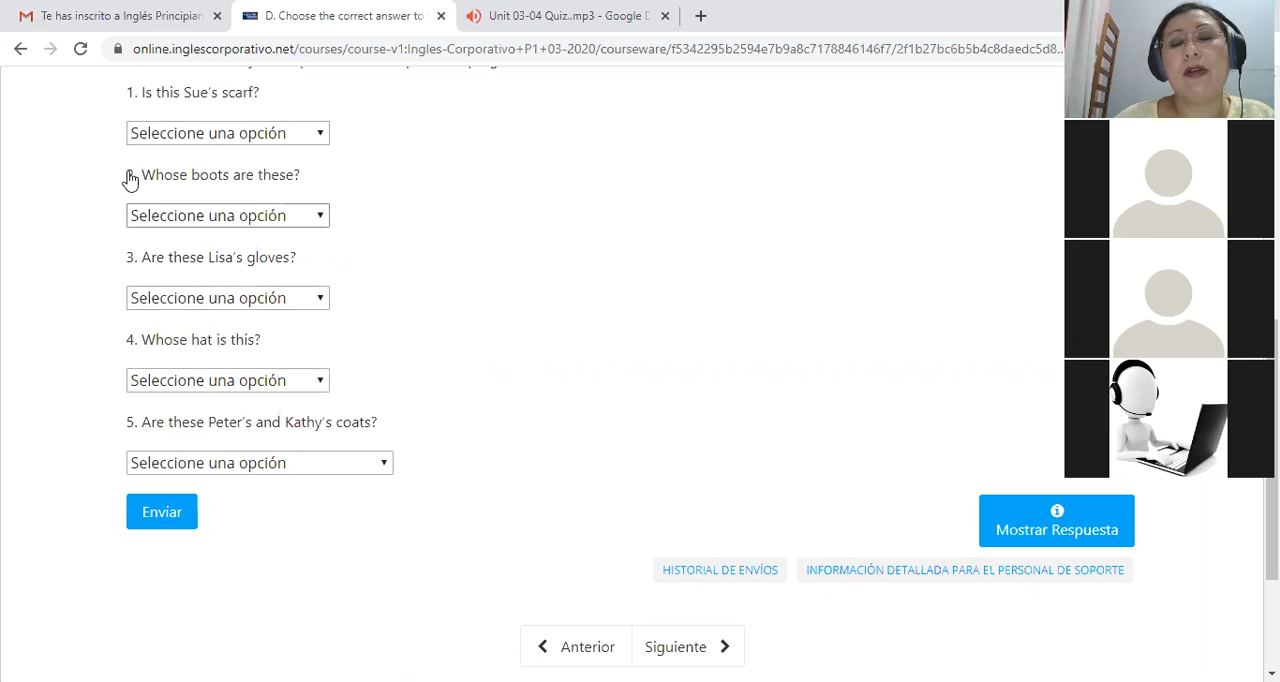 Te has inscrito a Inglés Principian
D. Choose the correct answer to
Unit 03-04 Quiz..mp3 - Google D
online.inglescorporativo.net/courses/course-v1:Ingles-Corporativo+P1+03-2020/courseware/f5342295b2594e7b9a8c7178846146f7/2f1b27bc6b5b4c8daedc5d8...
1. Is this Sue's scarf?
Seleccione una opción
Whose boots are these?
Seleccione una opción
3. Are these Lisa's gloves?
Seleccione una opción
4. Whose hat is this?
Seleccione una opción
5. Are these Peter's and Kathy's coats?
Seleccione una opción
Enviar
Mostrar Respuesta
HISTORIAL DE ENVÍOS
INFORMACIÓN DETALLADA PARA EL PERSONAL DE SOPORTE
Anterior
Siguiente